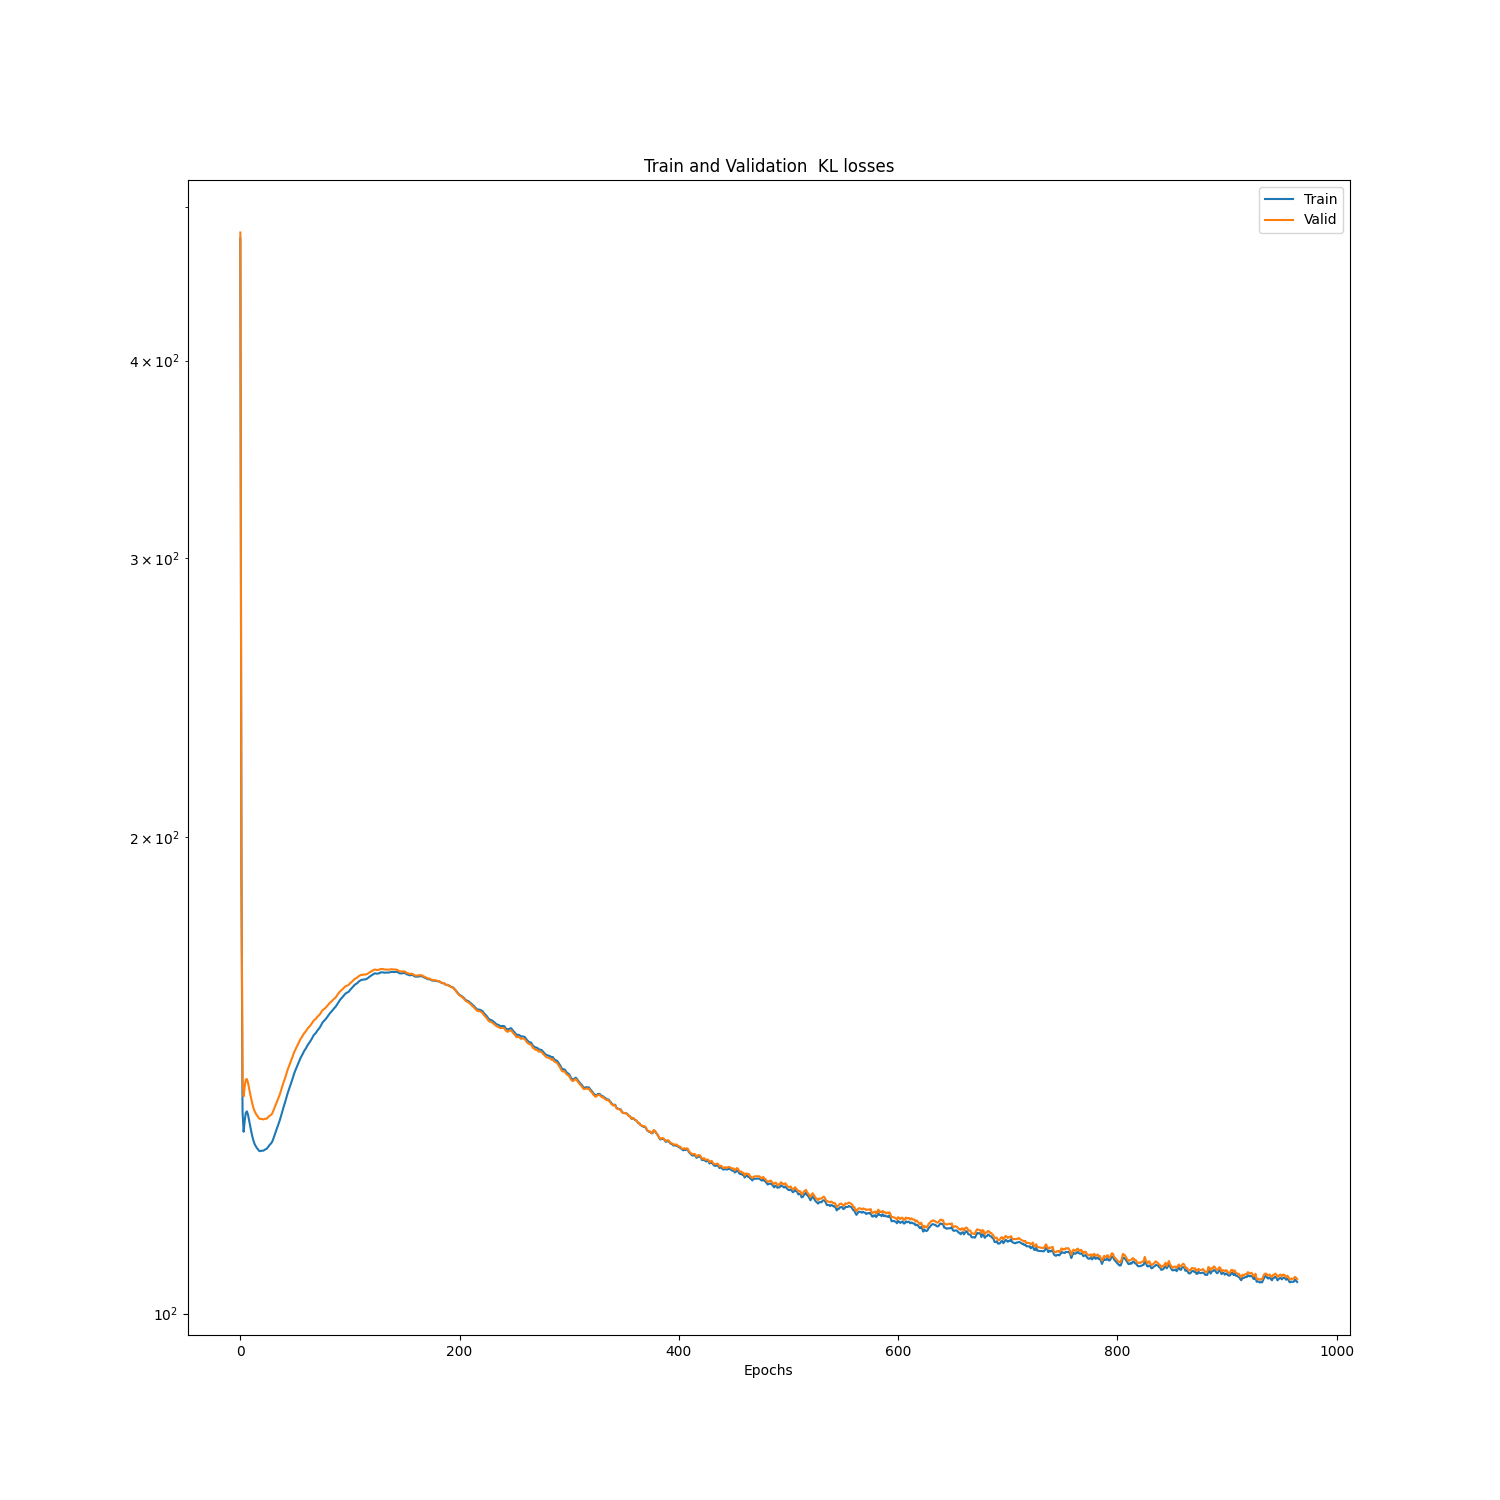 Train and Validation  KL losses
Train
Valid
4 × 10²
3 × 10²
2 × 10²
10²
0 200 400 600 800 1000
Epochs